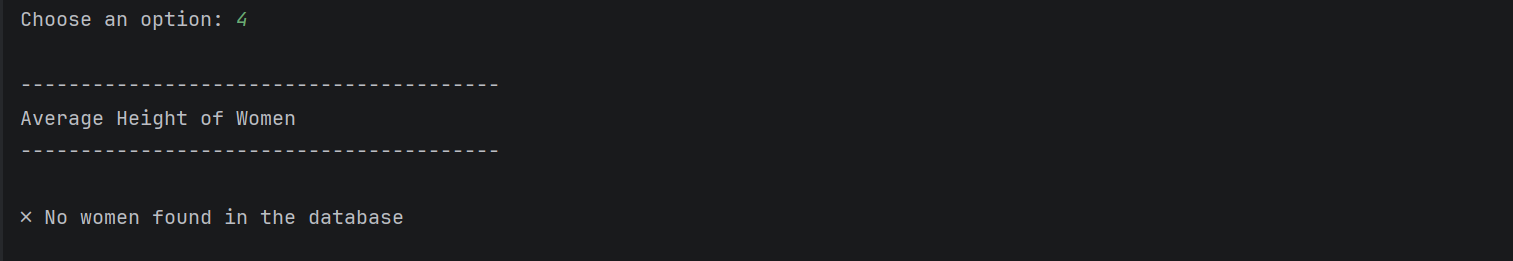 Choose an option: 4
----------------------------------------
Average Height of Women
----------------------------------------
× No women found in the database